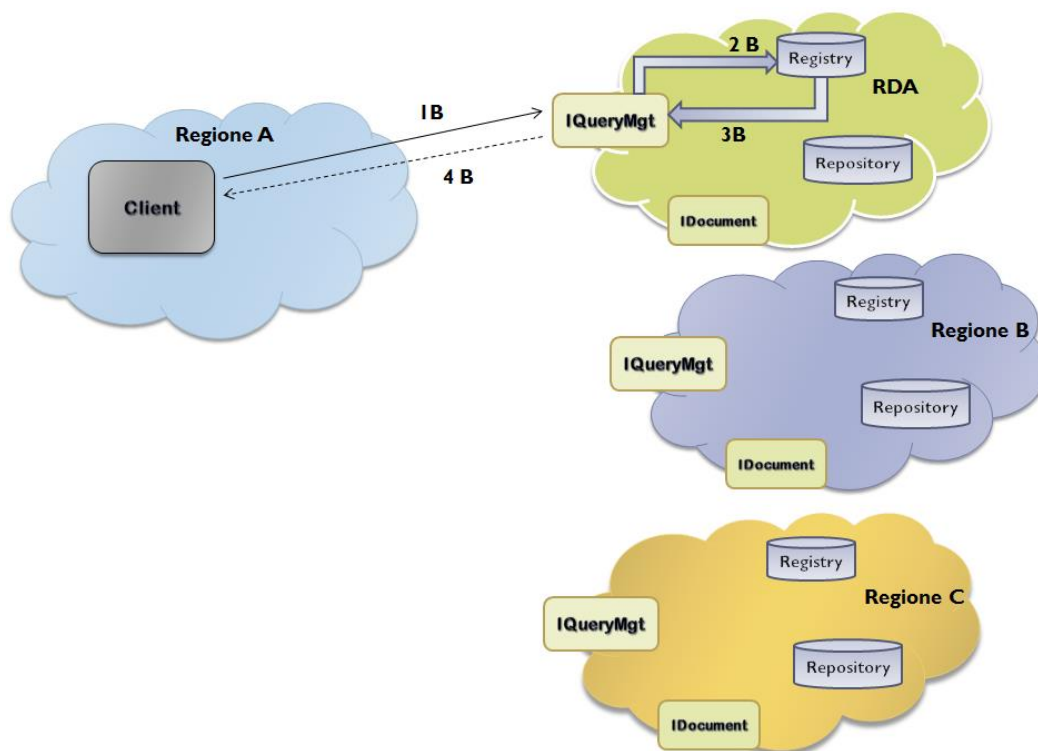 2 B
Registry
RDA
1B
IQueryMgt
Regione A
3B
4 B
Repository
Client
IDocument
Registry
Regione B
IQueryMgt
Repository
IDocument
Registry
Regione C
IQueryMgt
Repository
IDocument